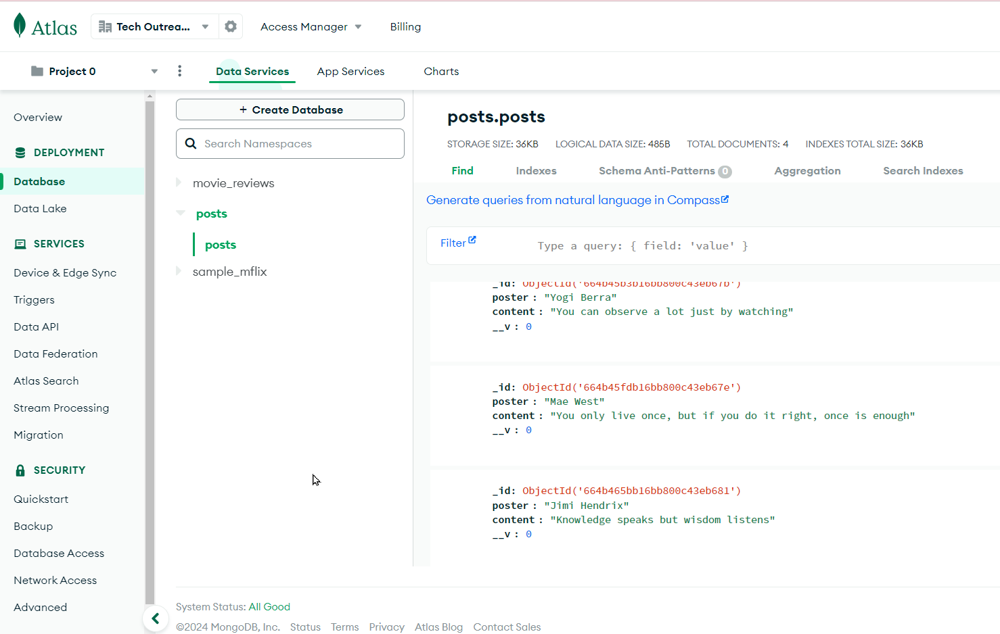 Atlas
Tech Outrea...
Access Manager
Billing
Project 0
Data Services
App Services
Charts
Overview
DEPLOYMENT
Database
Data Lake
SERVICES
Device & Edge Sync
Triggers
Data API
Data Federation
Atlas Search
Stream Processing
Migration
SECURITY
Quickstart
Backup
Database Access
Network Access
Advanced
+ Create Database
Search Namespaces
movie_reviews
posts
posts
sample_mflix
posts.posts
STORAGE SIZE: 36KB LOGICAL DATA SIZE: 485B TOTAL DOCUMENTS: 4 INDEXES TOTAL SIZE: 36KB
Find Indexes Schema Anti-Patterns 0 Aggregation Search Indexes
Generate queries from natural language in Compass
Filter Type a query: { field: 'value' }
_id: ObjectId('664b45b3b16bb800c43eb67b')
poster : "Yogi Berra"
content : "You can observe a lot just by watching"
__v : 0
_id: ObjectId('664b45fdb16bb800c43eb67e')
poster : "Mae West"
content : "You only live once, but if you do it right, once is enough"
__v : 0
_id: ObjectId('664b465bb16bb800c43eb681')
poster : "Jimi Hendrix"
content : "Knowledge speaks but wisdom listens"
__v : 0
System Status: All Good
©2024 MongoDB, Inc. Status Terms Privacy Atlas Blog Contact Sales